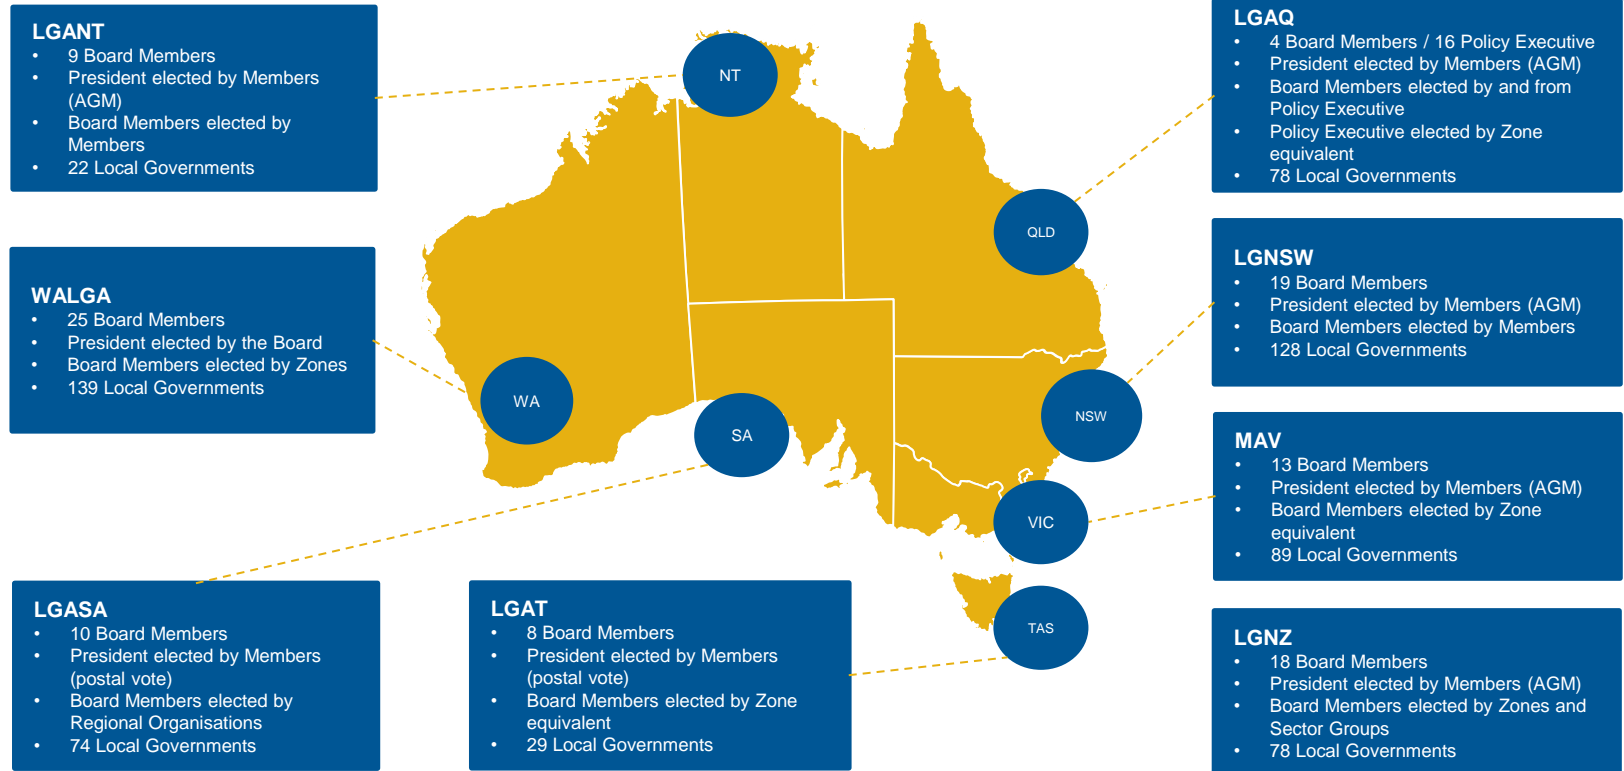 LGANT
• 9 Board Members
• President elected by Members
(AGM)
• Board Members elected by
Members
• 22 Local Governments
NT
LGAQ
• 4 Board Members / 16 Policy Executive
• President elected by Members (AGM)
• Board Members elected by and from
Policy Executive
• Policy Executive elected by Zone
equivalent
• 78 Local Governments
QLD
WALGA
• 25 Board Members
• President elected by the Board
• Board Members elected by Zones
• 139 Local Governments
WA
SA
LGNSW
• 19 Board Members
• President elected by Members (AGM)
• Board Members elected by Members
• 128 Local Governments
NSW
MAV
• 13 Board Members
• President elected by Members (AGM)
• Board Members elected by Zone
equivalent
• 89 Local Governments
VIC
LGASA
• 10 Board Members
• President elected by Members
(postal vote)
• Board Members elected by
Regional Organisations
• 74 Local Governments
LGAT
• 8 Board Members
• President elected by Members
(postal vote)
• Board Members elected by Zone
equivalent
• 29 Local Governments
TAS
LGNZ
• 18 Board Members
• President elected by Members (AGM)
• Board Members elected by Zones and
Sector Groups
• 78 Local Governments